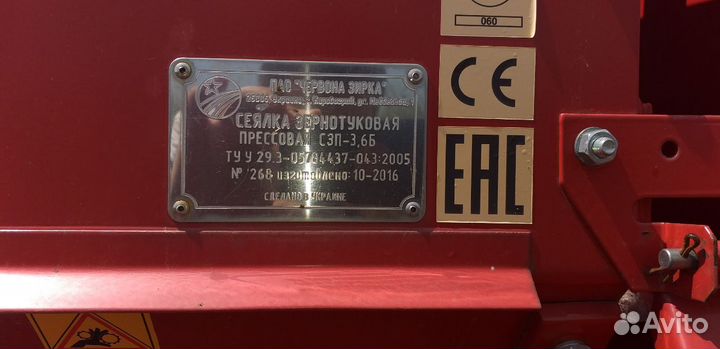 060
ПАО "ЧЕРВОНА ЗИРКА"
СЕЯЛКА ЗЕРНОТУКОВАЯ
ПРЕССОВАЯ СЗП-3,6Б
ТУ У 29.3-05784437-043:2005
№ 268 изготовлено: 10-2016
СДЕЛАНО В УКРАИНЕ
CE
EAC
Avito